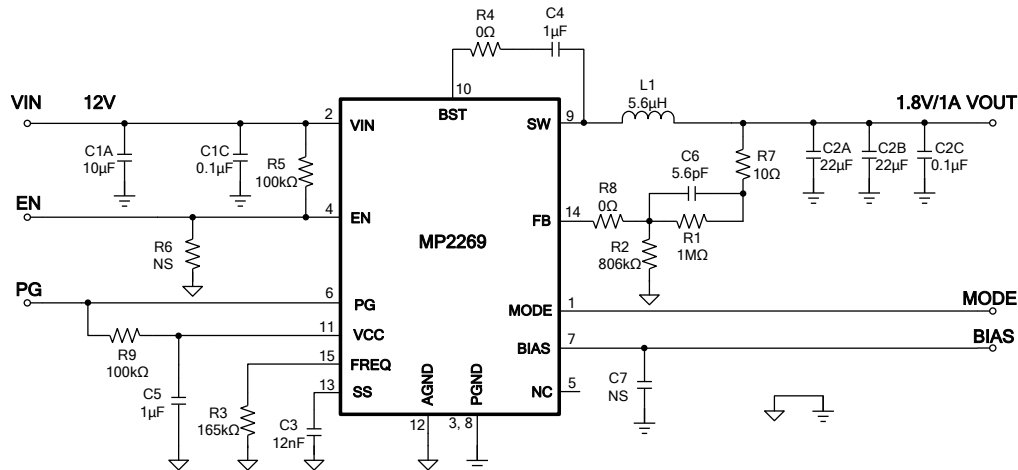 R4
0Ω
C4
1µF
10
BST
VIN
12V
2
VIN
SW
9
L1
5.6µH
1.8V/1A VOUT
C1A
10µF
C1C
0.1µF
R5
100kΩ
C6
5.6pF
R7
10Ω
C2A
22µF
C2B
22µF
C2C
0.1µF
EN
4
EN
R6
NS
FB
14
R8
0Ω
R2
806kΩ
R1
1MΩ
MP2269
PG
6
PG
MODE
1
MODE
11
VCC
BIAS
7
BIAS
R9
100kΩ
15
FREQ
13
SS
NC
5
C7
NS
C5
1µF
R3
165kΩ
C3
12nF
AGND
PGND
12
3, 8